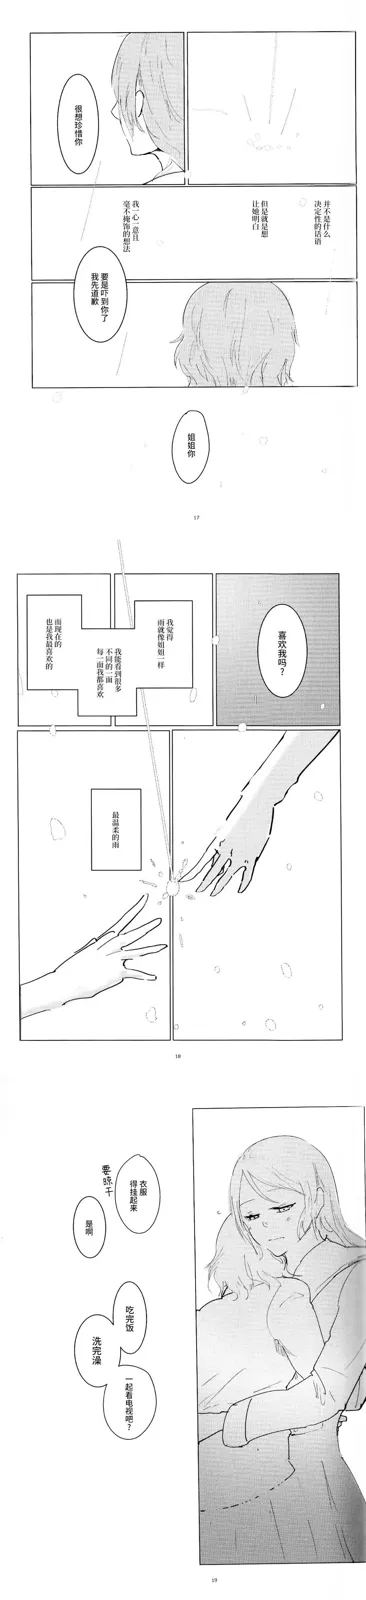 并不是什么
决定性的话语
但是就是想
让她明白
我一心一意且
毫不掩饰的想法
很想珍惜你
要是吓到你了
我先道歉
姐姐你
17
喜欢我吗?
我觉得
雨就像姐姐一样
我能看到很多
不同的一面
每一面我都喜欢
而现在的
也是我最喜欢的
最温柔的雨
18
衣服
得挂起来
要晾干
是啊
吃完饭
洗完澡
一起看电视吧?
19